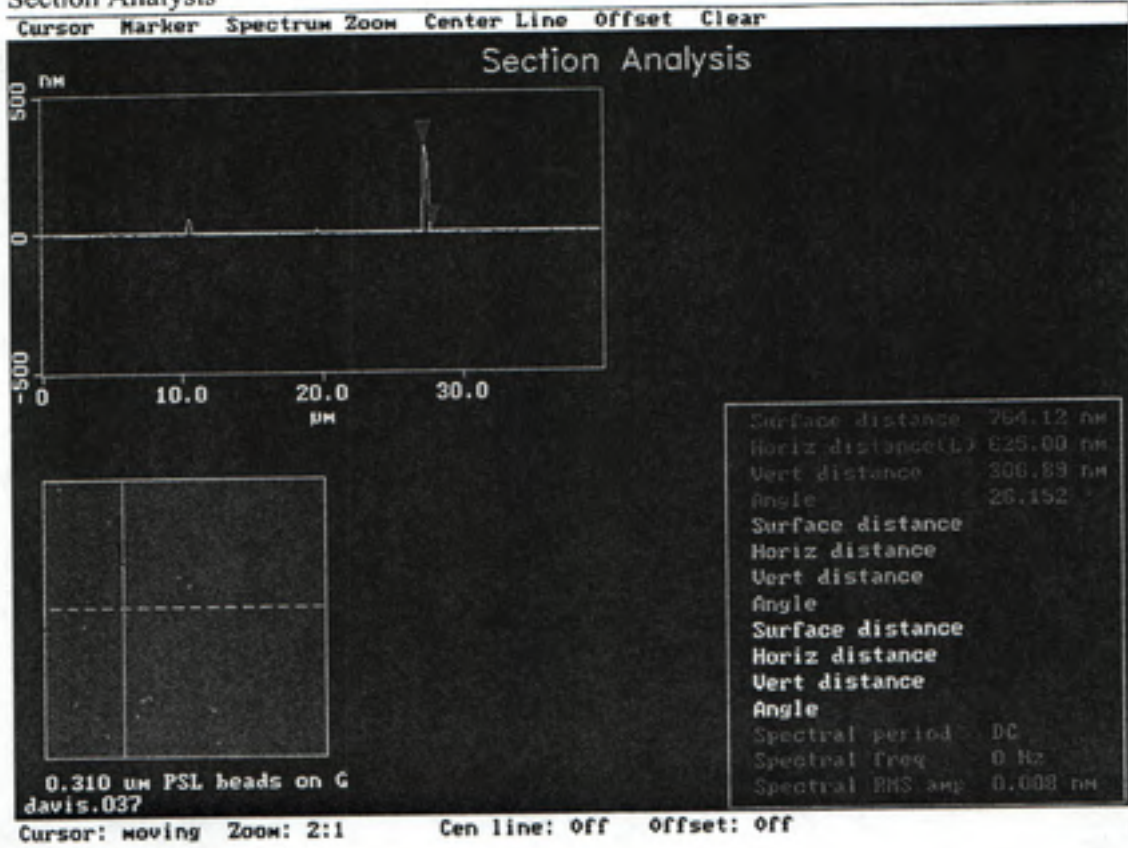 Section Analysis
Cursor Marker Spectrum Zoom Center Line Offset Clear
Section Analysis
nM
500
0
-500
0 10.0 20.0 30.0
µM
Surface distance 764.12 nM
Horiz distance(L) 625.00 nM
Vert distance 306.89 nM
Angle 26.152
Surface distance
Horiz distance
Vert distance
Angle
Surface distance
Horiz distance
Vert distance
Angle
Spectral period DC
Spectral freq 0 Hz
Spectral RMS amp 0.008 nM
0.310 uM PSL beads on G
davis.037
Cursor: moving Zoom: 2:1 Cen line: Off Offset: Off